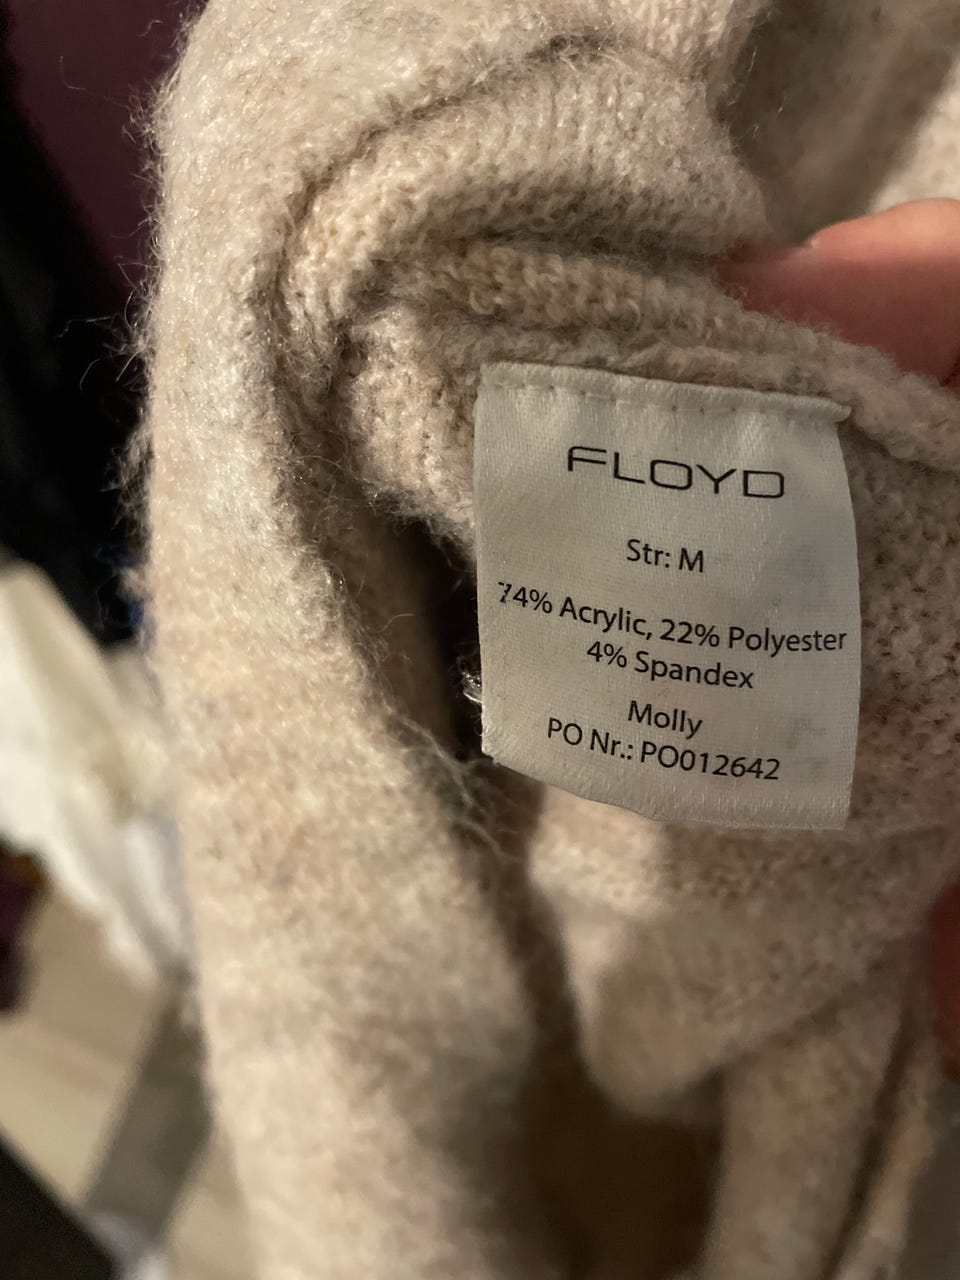 FLOYD
Str: M
74% Acrylic, 22% Polyester
4% Spandex
Molly
PO Nr.: PO012642